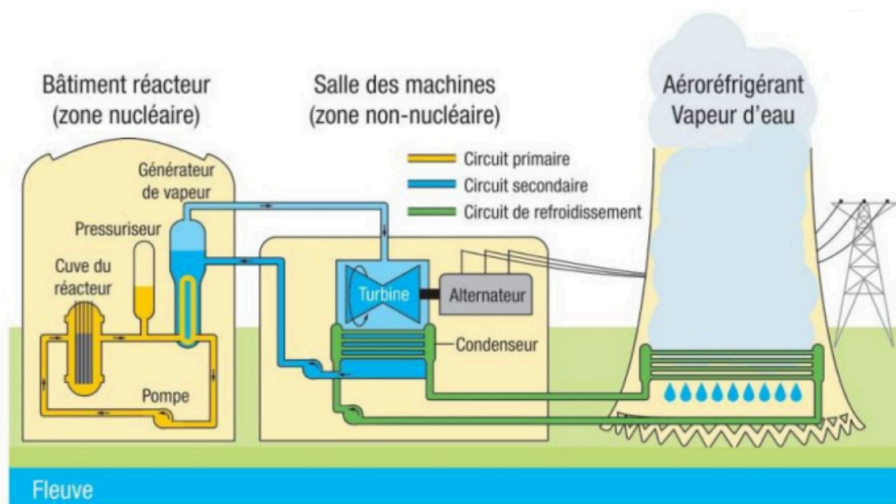 Bâtiment réacteur
(zone nucléaire)
Salle des machines
(zone non-nucléaire)
Aéroréfrigérant
Vapeur d’eau
Circuit primaire
Circuit secondaire
Circuit de refroidissement
Générateur
de vapeur
Pressuriseur
Cuve du
réacteur
Pompe
Turbine
Alternateur
Condenseur
Fleuve